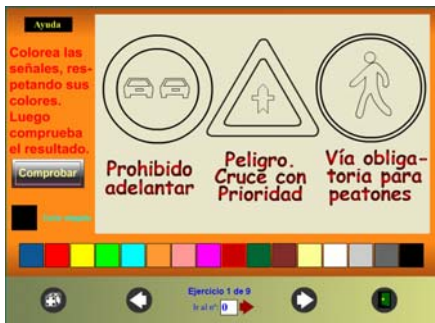 Ayuda
Colorea las
señales, res-
petando sus
colores.
Luego
comprueba
el resultado.
Comprobar
Prohibido
adelantar
Peligro.
Cruce con
Prioridad
Vía obliga-
toria para
peatones
Ejercicio 1 de 9
Ir al nº: 0